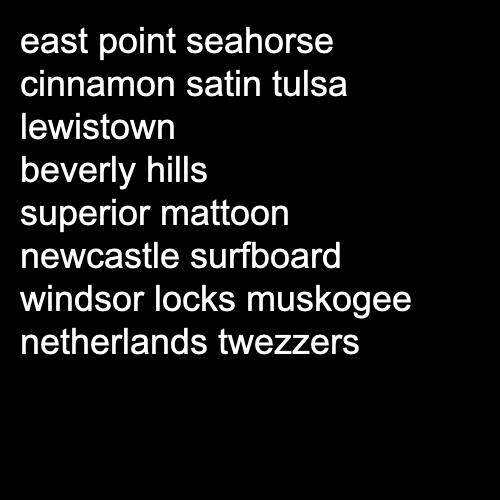 east point seahorse
cinnamon satin tulsa
lewistown
beverly hills
superior mattoon
newcastle surfboard
windsor locks muskogee
netherlands twezzers